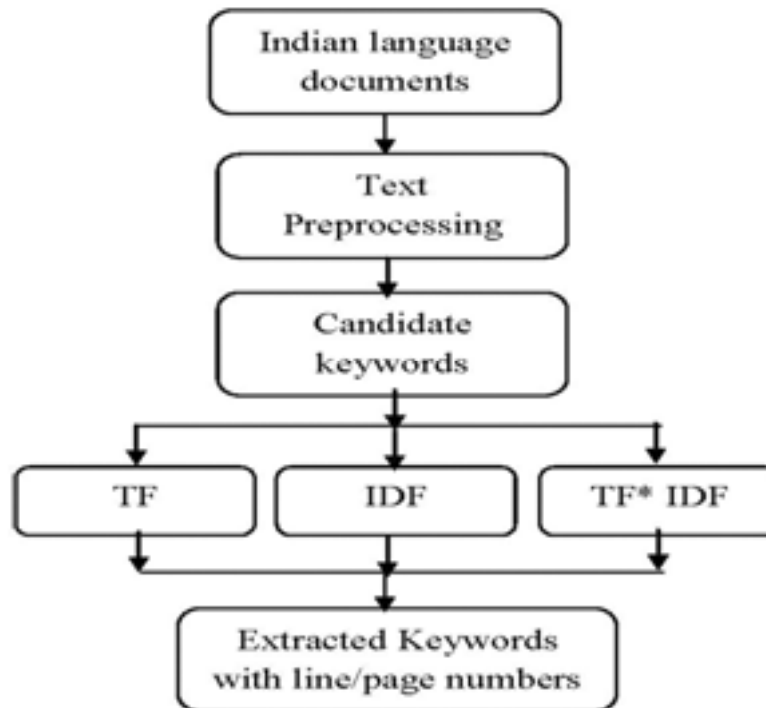 Indian language
documents
Text
Preprocessing
Candidate
keywords
TF
IDF
TF* IDF
Extracted Keywords
with line/page numbers